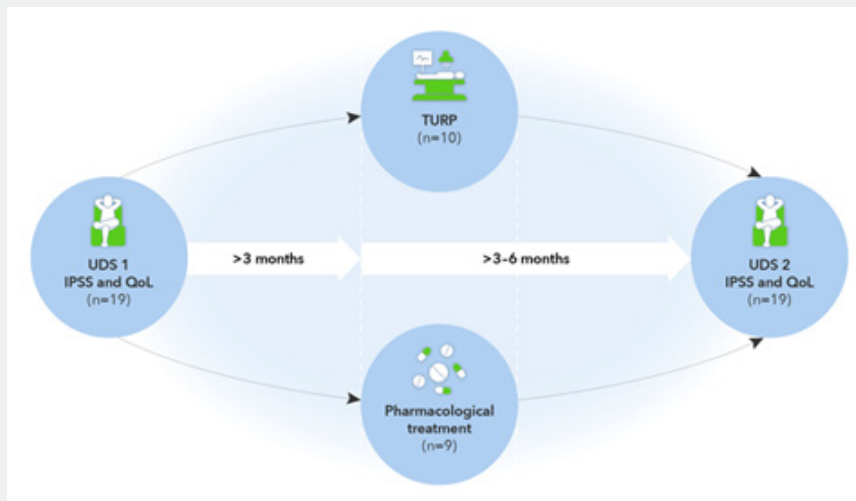 TURP
(n=10)
UDS 1
IPSS and QoL
(n=19)
>3 months
>3-6 months
UDS 2
IPSS and QoL
(n=19)
Pharmacological
treatment
(n=9)